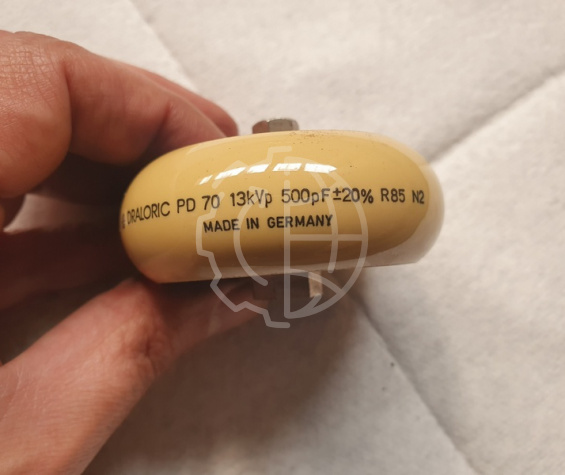 DRALORIC PD 70 13kVp 500pF±20% R85 N2
MADE IN GERMANY